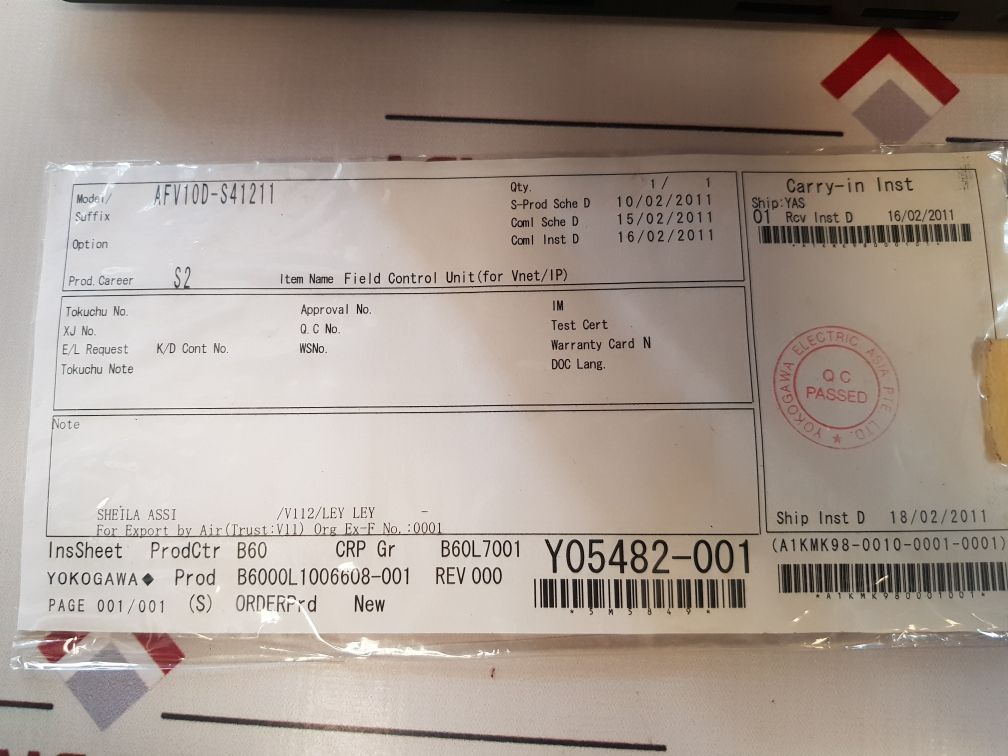 Model/ AFV10D-S41211
Suffix
Option
Prod. Career S2 Item Name Field Control Unit(for Vnet/IP)
Qty. 1/ 1
S-Prod Sche D 10/02/2011
Coml Sche D 15/02/2011
Coml Inst D 16/02/2011
Carry-in Inst
Ship:YAS
01 Rcv Inst D 16/02/2011
Tokuchu No. Approval No. IM
XJ No. Q.C No. Test Cert
E/L Request K/D Cont No. WSNo. Warranty Card N
Tokuchu Note DOC Lang.
YOKOGAWA ELECTRIC ASIA PTE LTD.
QC
PASSED
Note
SHEILA ASSI /V112/LEY LEY -
For Export by Air(Trust:V11) Org Ex-F No.:0001
Ship Inst D 18/02/2011
InsSheet ProdCtr B60 CRP Gr B60L7001 Y05482-001
(A1KMK98-0010-0001-0001)
YOKOGAWA◆ Prod B6000L1006608-001 REV 000
PAGE 001/001 (S) ORDERPrd New
*5M5849*
*A1KMK980001001*